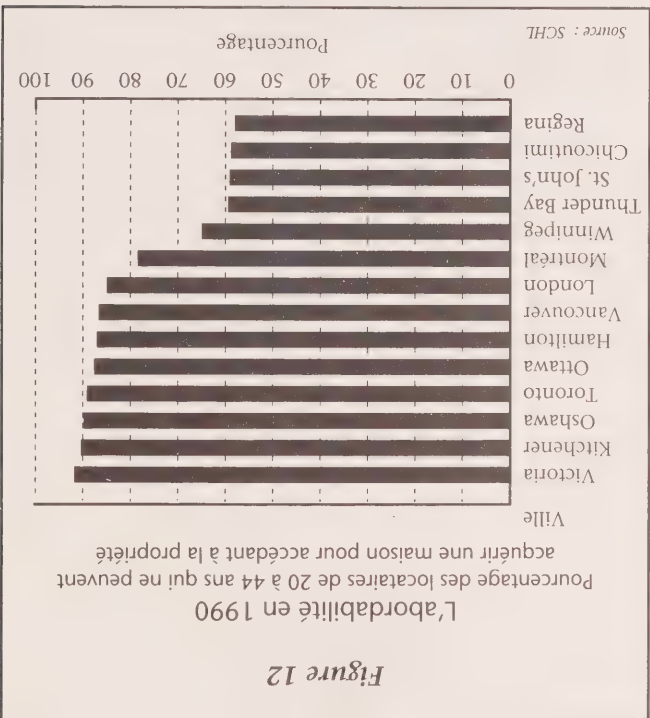 Figure 12
L'abordabilité en 1990
Pourcentage des locataires de 20 à 44 ans qui ne peuvent
acquérir une maison pour accédant à la propriété
Ville
Victoria
Kitchener
Oshawa
Toronto
Ottawa
Hamilton
Vancouver
London
Montréal
Winnipeg
Thunder Bay
St. John's
Chicoutimi
Regina
0 10 20 30 40 50 60 70 80 90 100
Pourcentage
Source : SCHL